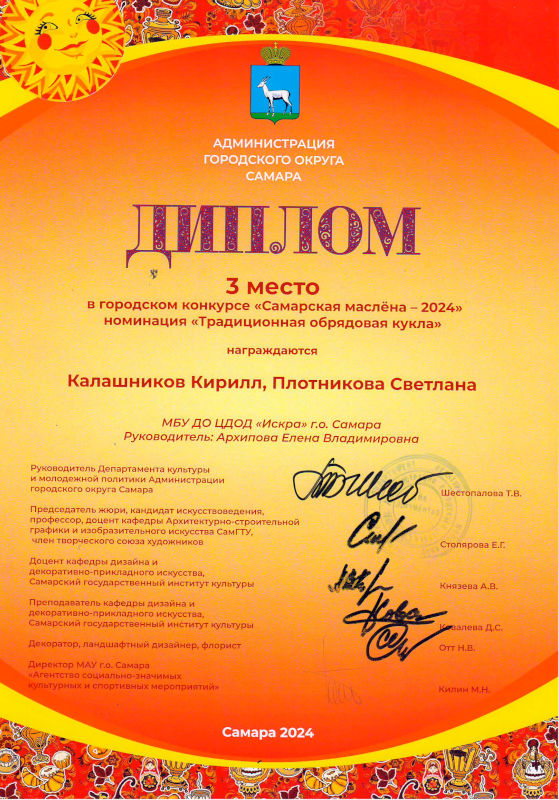 АДМИНИСТРАЦИЯ
ГОРОДСКОГО ОКРУГА
САМАРА
ДИПЛОМ
3 место
в городском конкурсе «Самарская маслёна – 2024»
номинация «Традиционная обрядовая кукла»
награждаются
Калашников Кирилл, Плотникова Светлана
МБУ ДО ЦДОД «Искра» г.о. Самара
Руководитель: Архипова Елена Владимировна
Руководитель Департамента культуры
и молодежной политики Администрации
городского округа Самара
Шестопалова Т.В.
Председатель жюри, кандидат искусствоведения,
профессор, доцент кафедры Архитектурно-строительной
графики и изобразительного искусства СамГТУ,
член творческого союза художников
Столярова Е.Г.
Доцент кафедры дизайна и
декоративно-прикладного искусства,
Самарский государственный институт культуры
Князева А.В.
Преподаватель кафедры дизайна и
декоративно-прикладного искусства,
Самарский государственный институт культуры
Ковалева Д.С.
Декоратор, ландшафтный дизайнер, флорист
Отт Н.В.
Директор МАУ г.о. Самара
«Агентство социально-значимых
культурных и спортивных мероприятий»
Килин М.Н.
Самара 2024